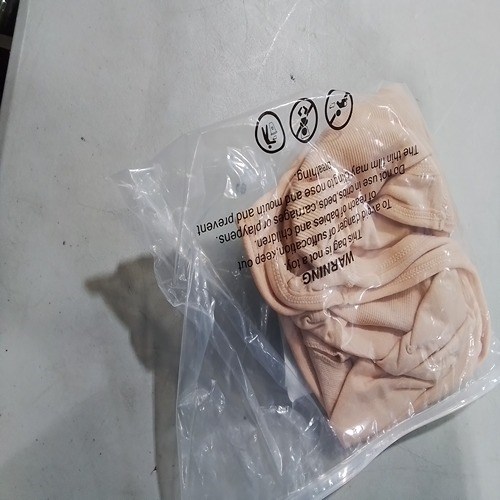 WARNING
This bag is not a toy
To avoid danger of suffocation, keep out
of reach of babies and children.
Do not use in cribs, beds, carriages or playpens.
The thin film may cling to nose and mouth and prevent
breathing.